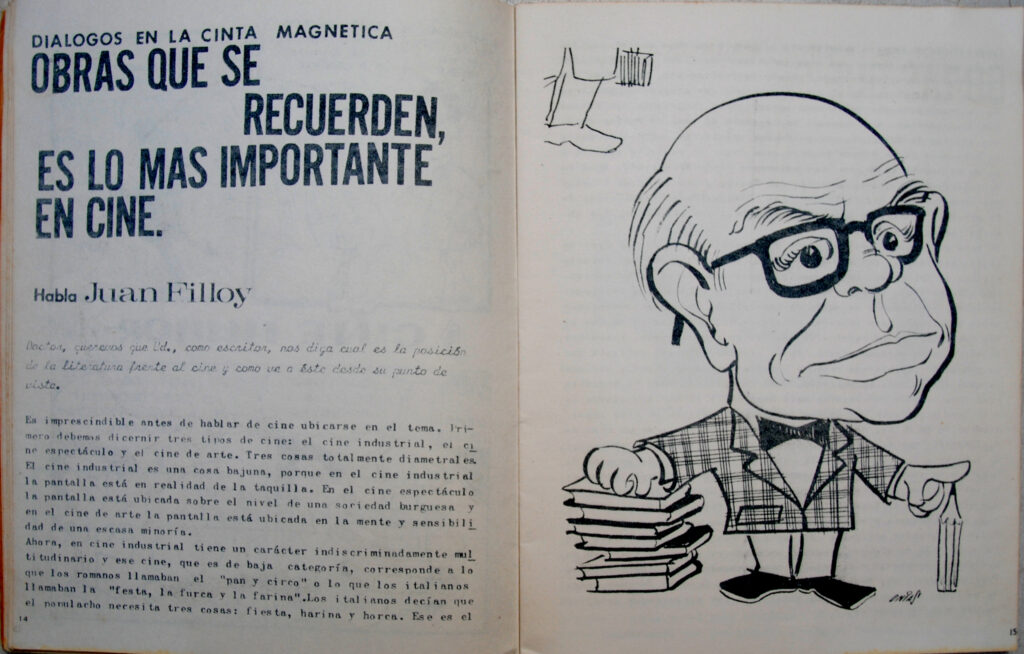 DIALOGOS EN LA CINTA MAGNETICA
OBRAS QUE SE
RECUERDEN,
ES LO MAS IMPORTANTE
EN CINE.
Habla Juan Filloy
Doctor, queremos que Ud., como escritor, nos diga cual es la posición
de la literatura frente al cine y como ve a éste desde su punto de
vista.
Es imprescindible antes de hablar de cine ubicarse en el tema. Pri-
mero debemos dicernir tres tipos de cine: el cine industrial, el ci
ne espectáculo y el cine de arte. Tres cosas totalmente diametrales.
El cine industrial es una cosa bajuna, porque en el cine industrial
la pantalla está en realidad de la taquilla. En el cine espectáculo
la pantalla está ubicada sobre el nivel de una sociedad burguesa y
en el cine de arte la pantalla está ubicada en la mente y sensibili
dad de una escasa minoría.
Ahora, en cine industrial tiene un carácter indiscriminadamente mul
titudinario y ese cine, que es de baja categoría, corresponde a lo
que los romanos llamaban el "pan y circo" o lo que los italianos
llamaban la "festa, la furca y la farina".Los italianos decían que
el populacho necesita tres cosas: fiesta, harina y horca. Ese es el
14
15